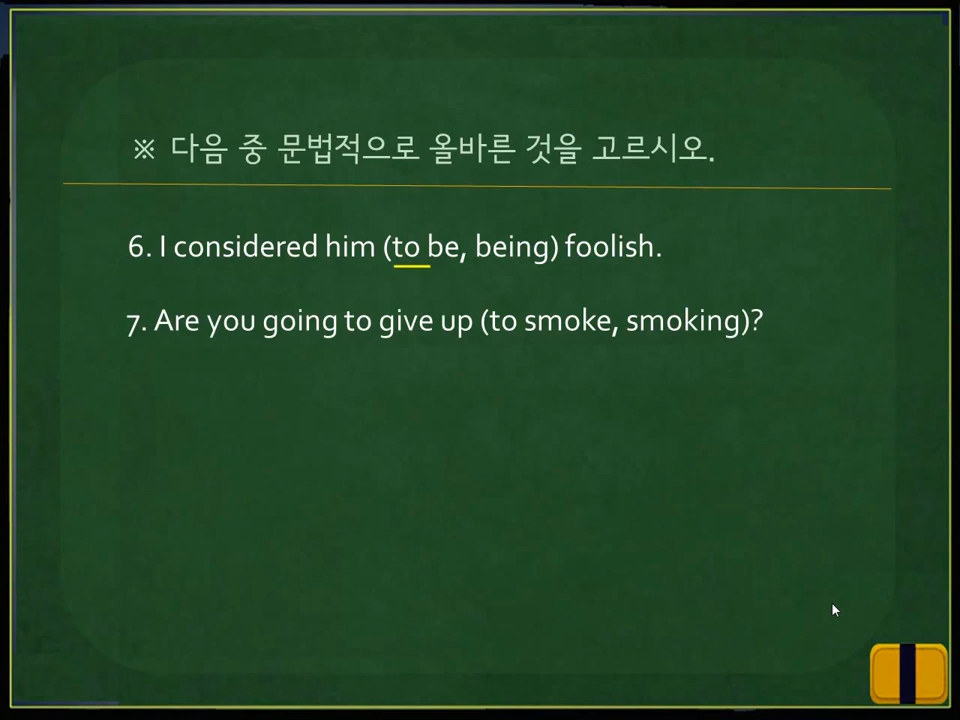 ※ 다음 중 문법적으로 올바른 것을 고르시오.
6. I considered him (to be, being) foolish.
7. Are you going to give up (to smoke, smoking)?